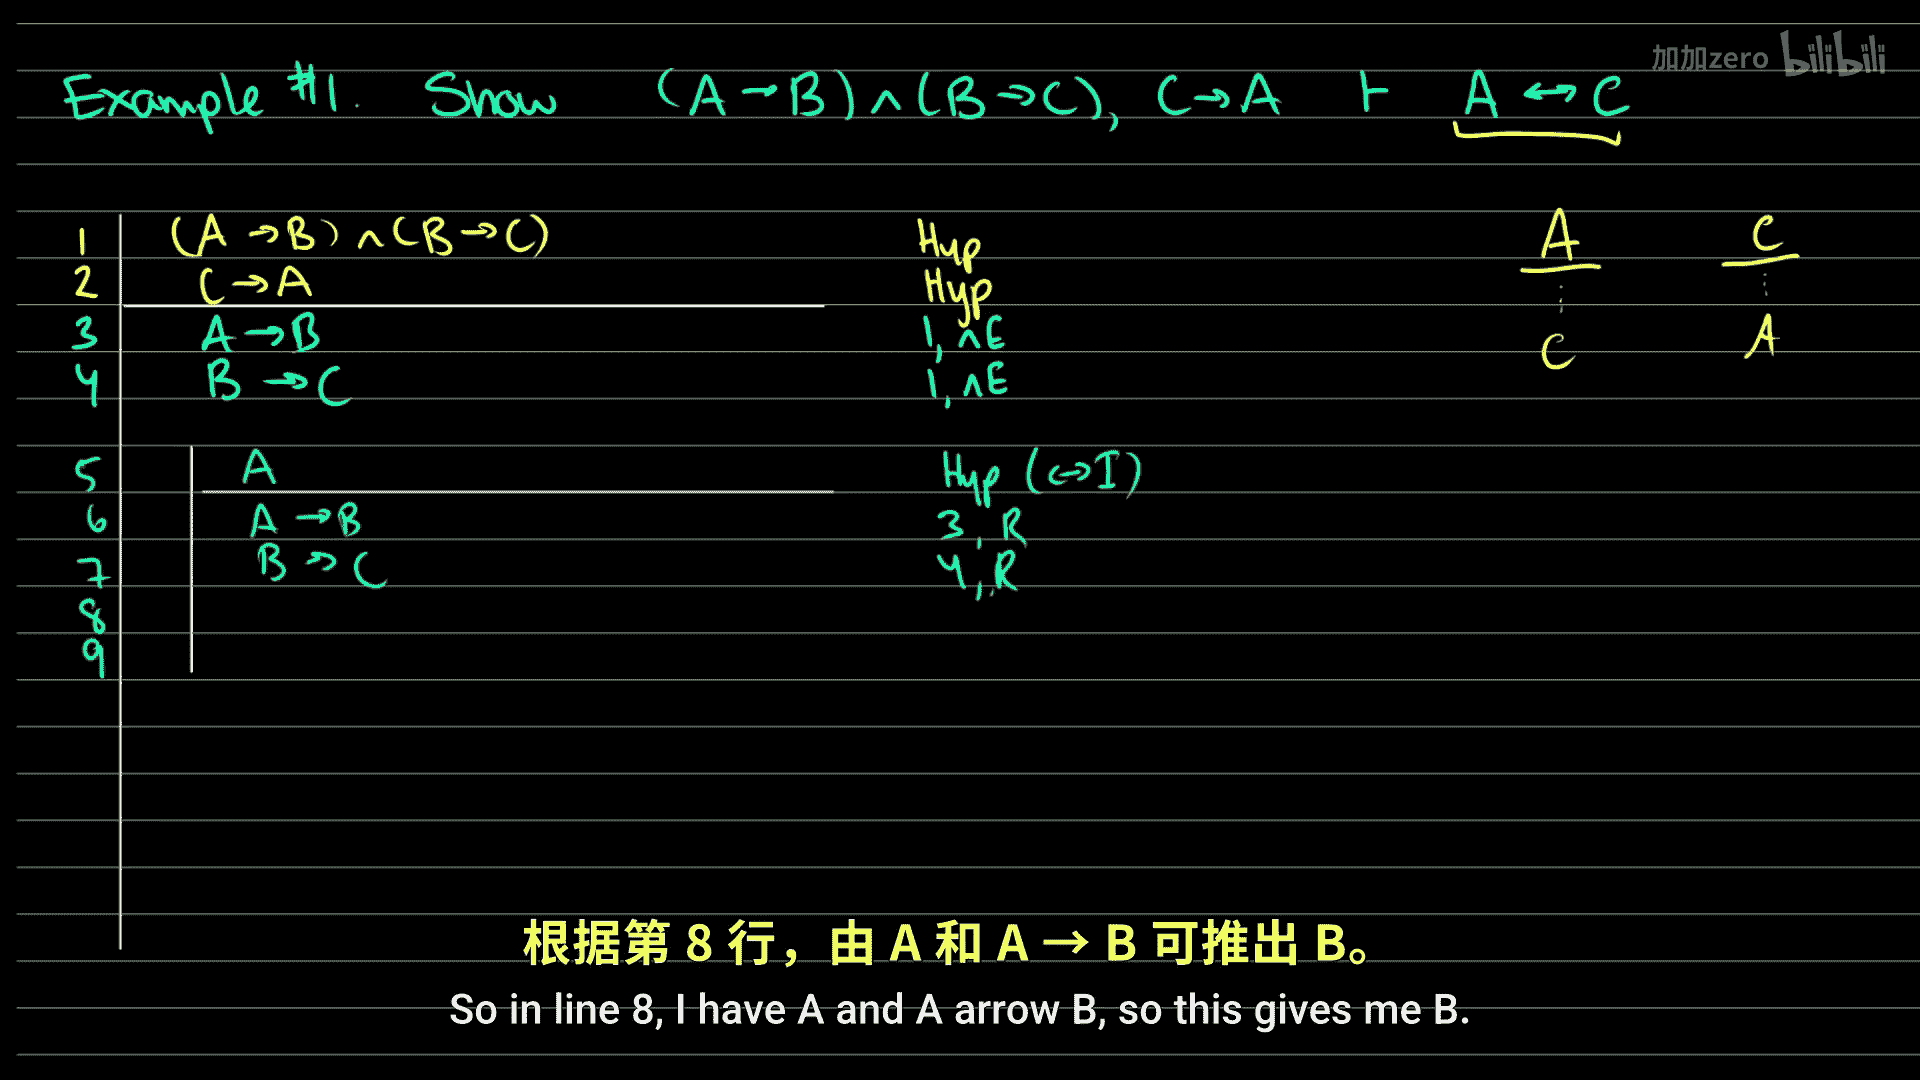 加加zero bilibili
Example #1. Show (A → B) ∧ (B → C), C → A ⊢ A ↔ C
1 (A → B) ∧ (B → C) Hyp
2 C → A Hyp
3 A → B 1, ∧E
4 B → C 1, ∧E
A C
⋮ ⋮
C A
5 A Hyp (↔I)
6 A → B 3, R
7 B → C 4, R
8
9
根据第 8 行，由 A 和 A → B 可推出 B。
So in line 8, I have A and A arrow B, so this gives me B.